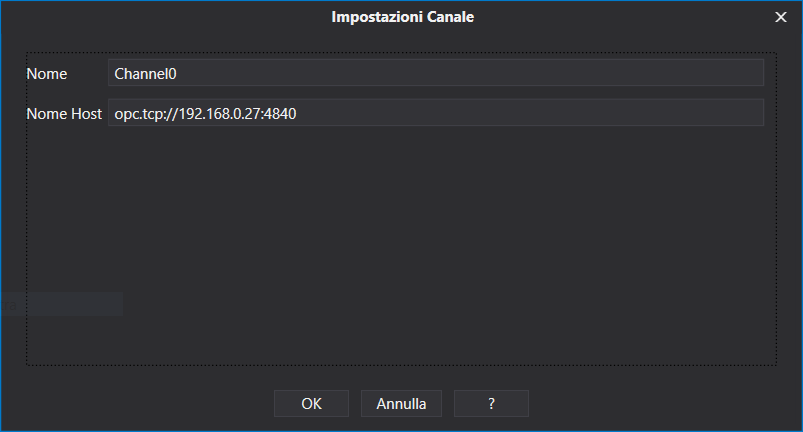 Impostazioni Canale
Nome Channel0
Nome Host opc.tcp://192.168.0.27:4840
OK Annulla ?